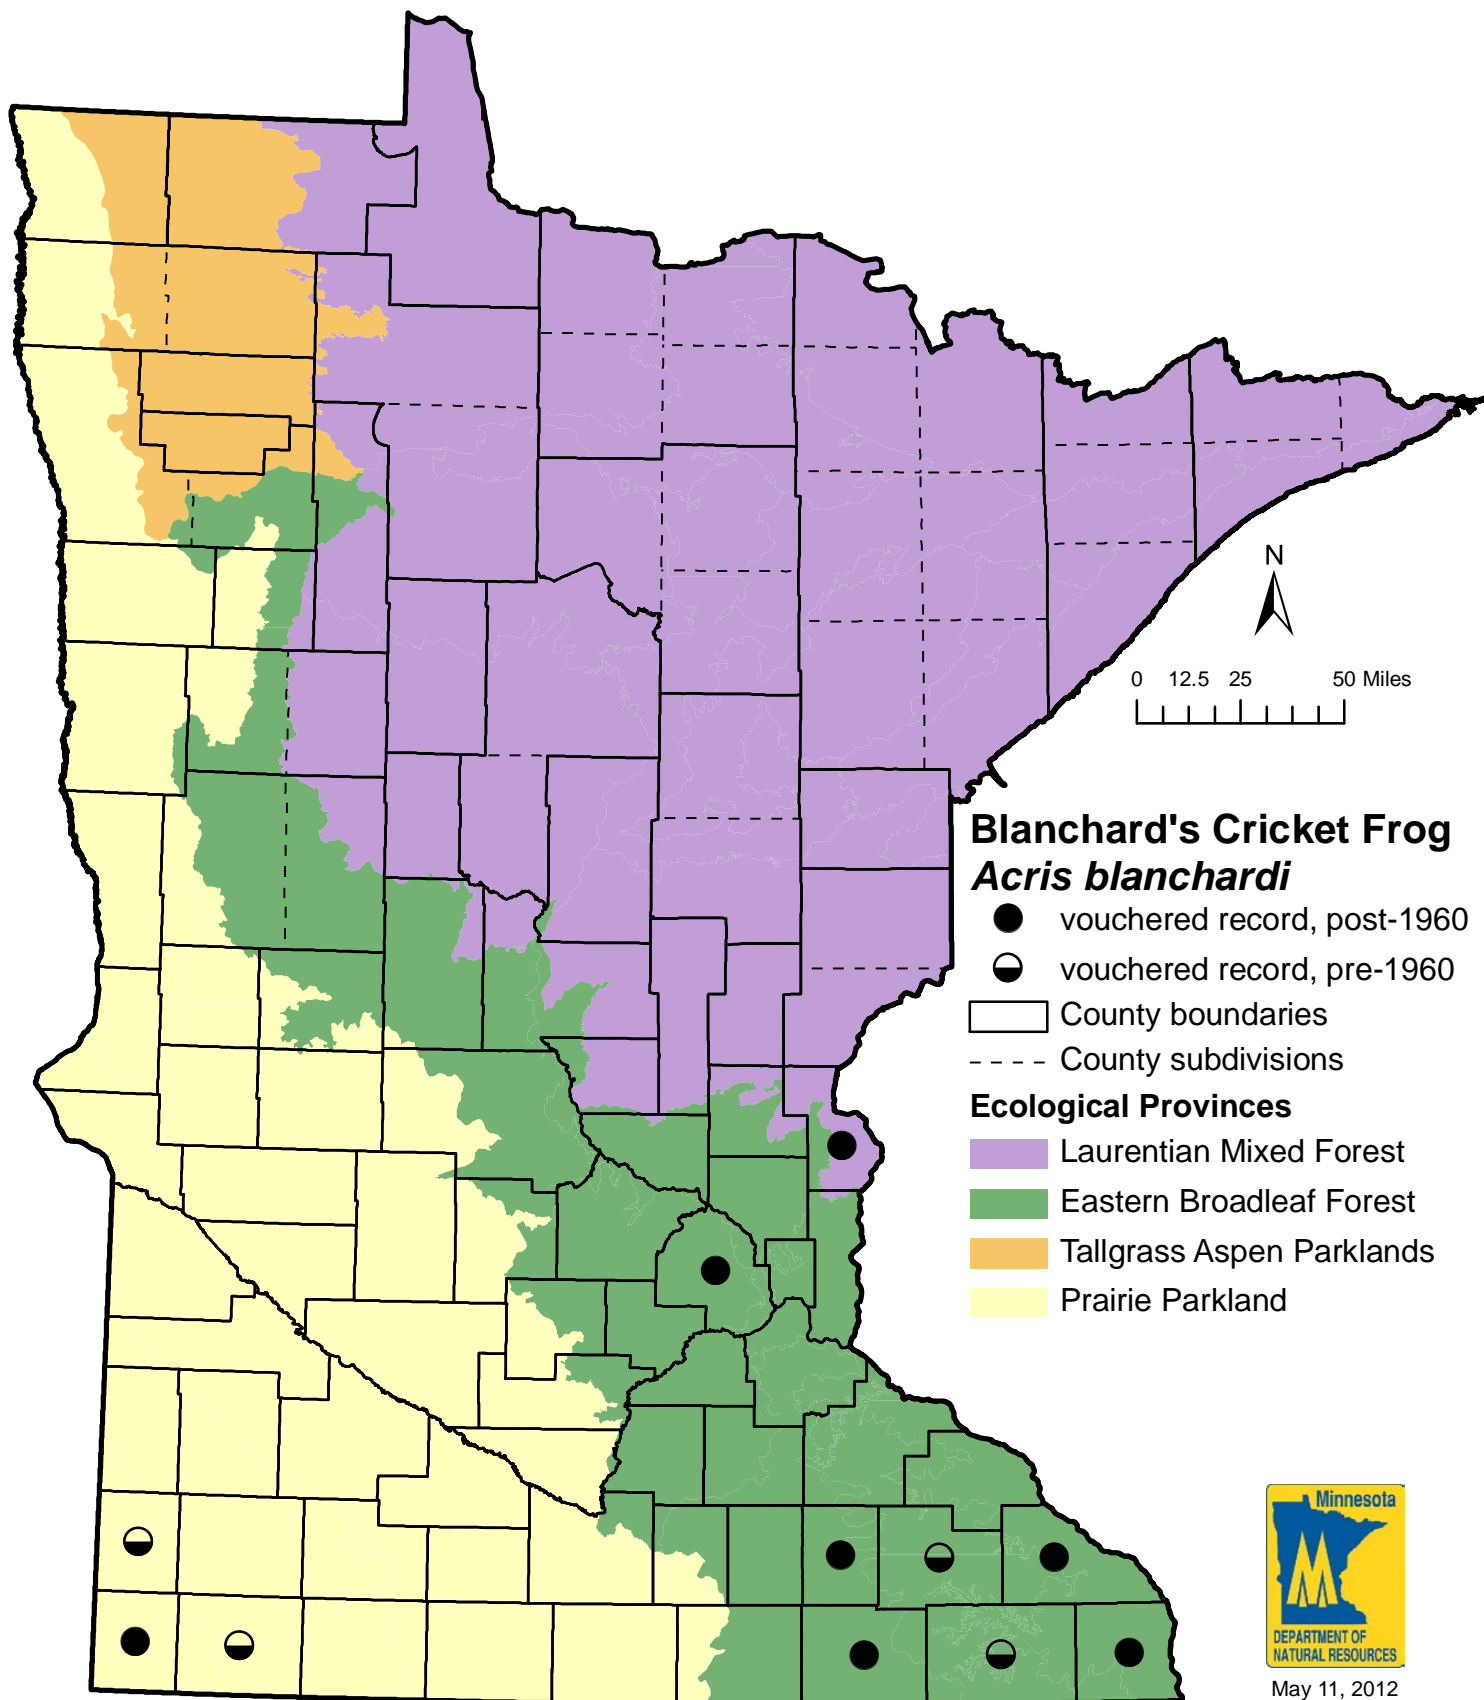 N
0 12.5 25 50 Miles
Blanchard's Cricket Frog
Acris blanchardi
vouchered record, post-1960
vouchered record, pre-1960
County boundaries
County subdivisions
Ecological Provinces
Laurentian Mixed Forest
Eastern Broadleaf Forest
Tallgrass Aspen Parklands
Prairie Parkland
Minnesota
DEPARTMENT OF
NATURAL RESOURCES
May 11, 2012